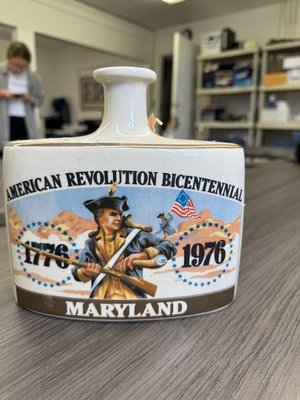 AMERICAN REVOLUTION BICENTENNIAL
1776 1976
MARYLAND